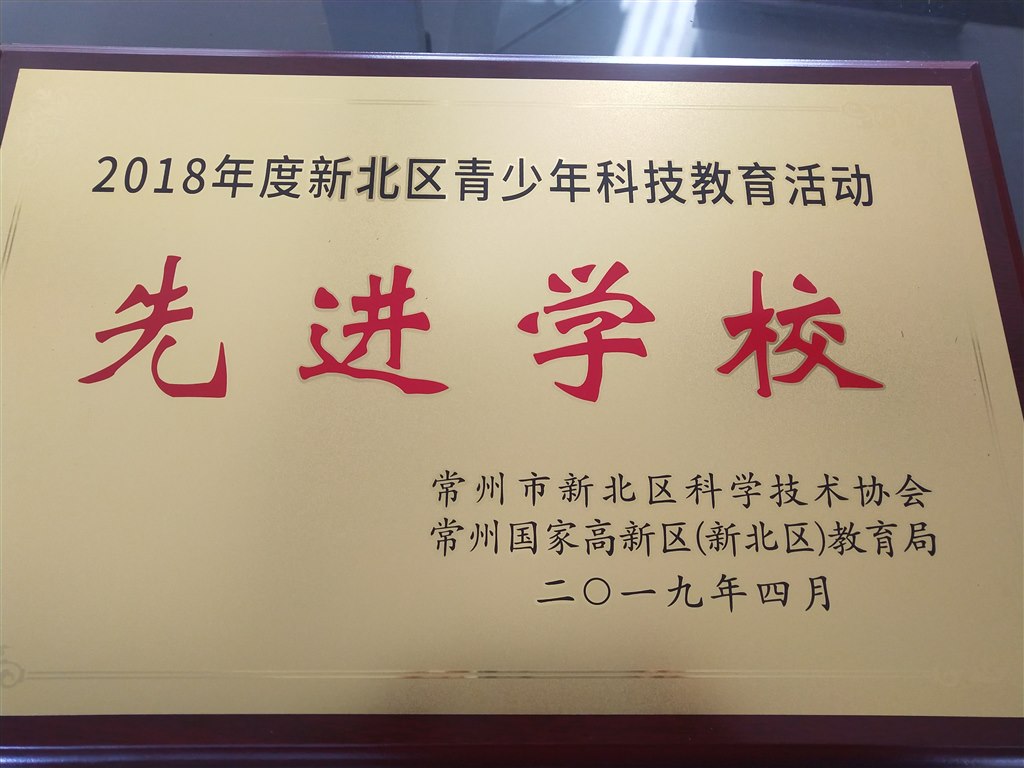 2018年度新北区青少年科技教育活动
先进学校
常州市新北区科学技术协会
常州国家高新区(新北区)教育局
二〇一九年四月